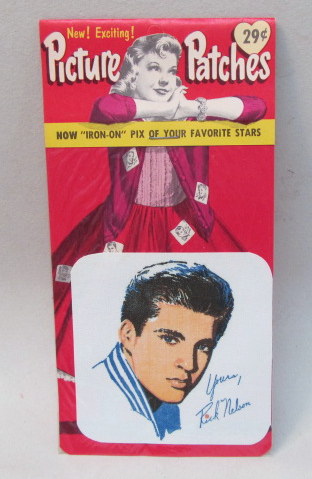 New! Exciting!
29¢
Picture Patches
NOW "IRON-ON" PIX OF YOUR FAVORITE STARS
Yours,
Rick Nelson